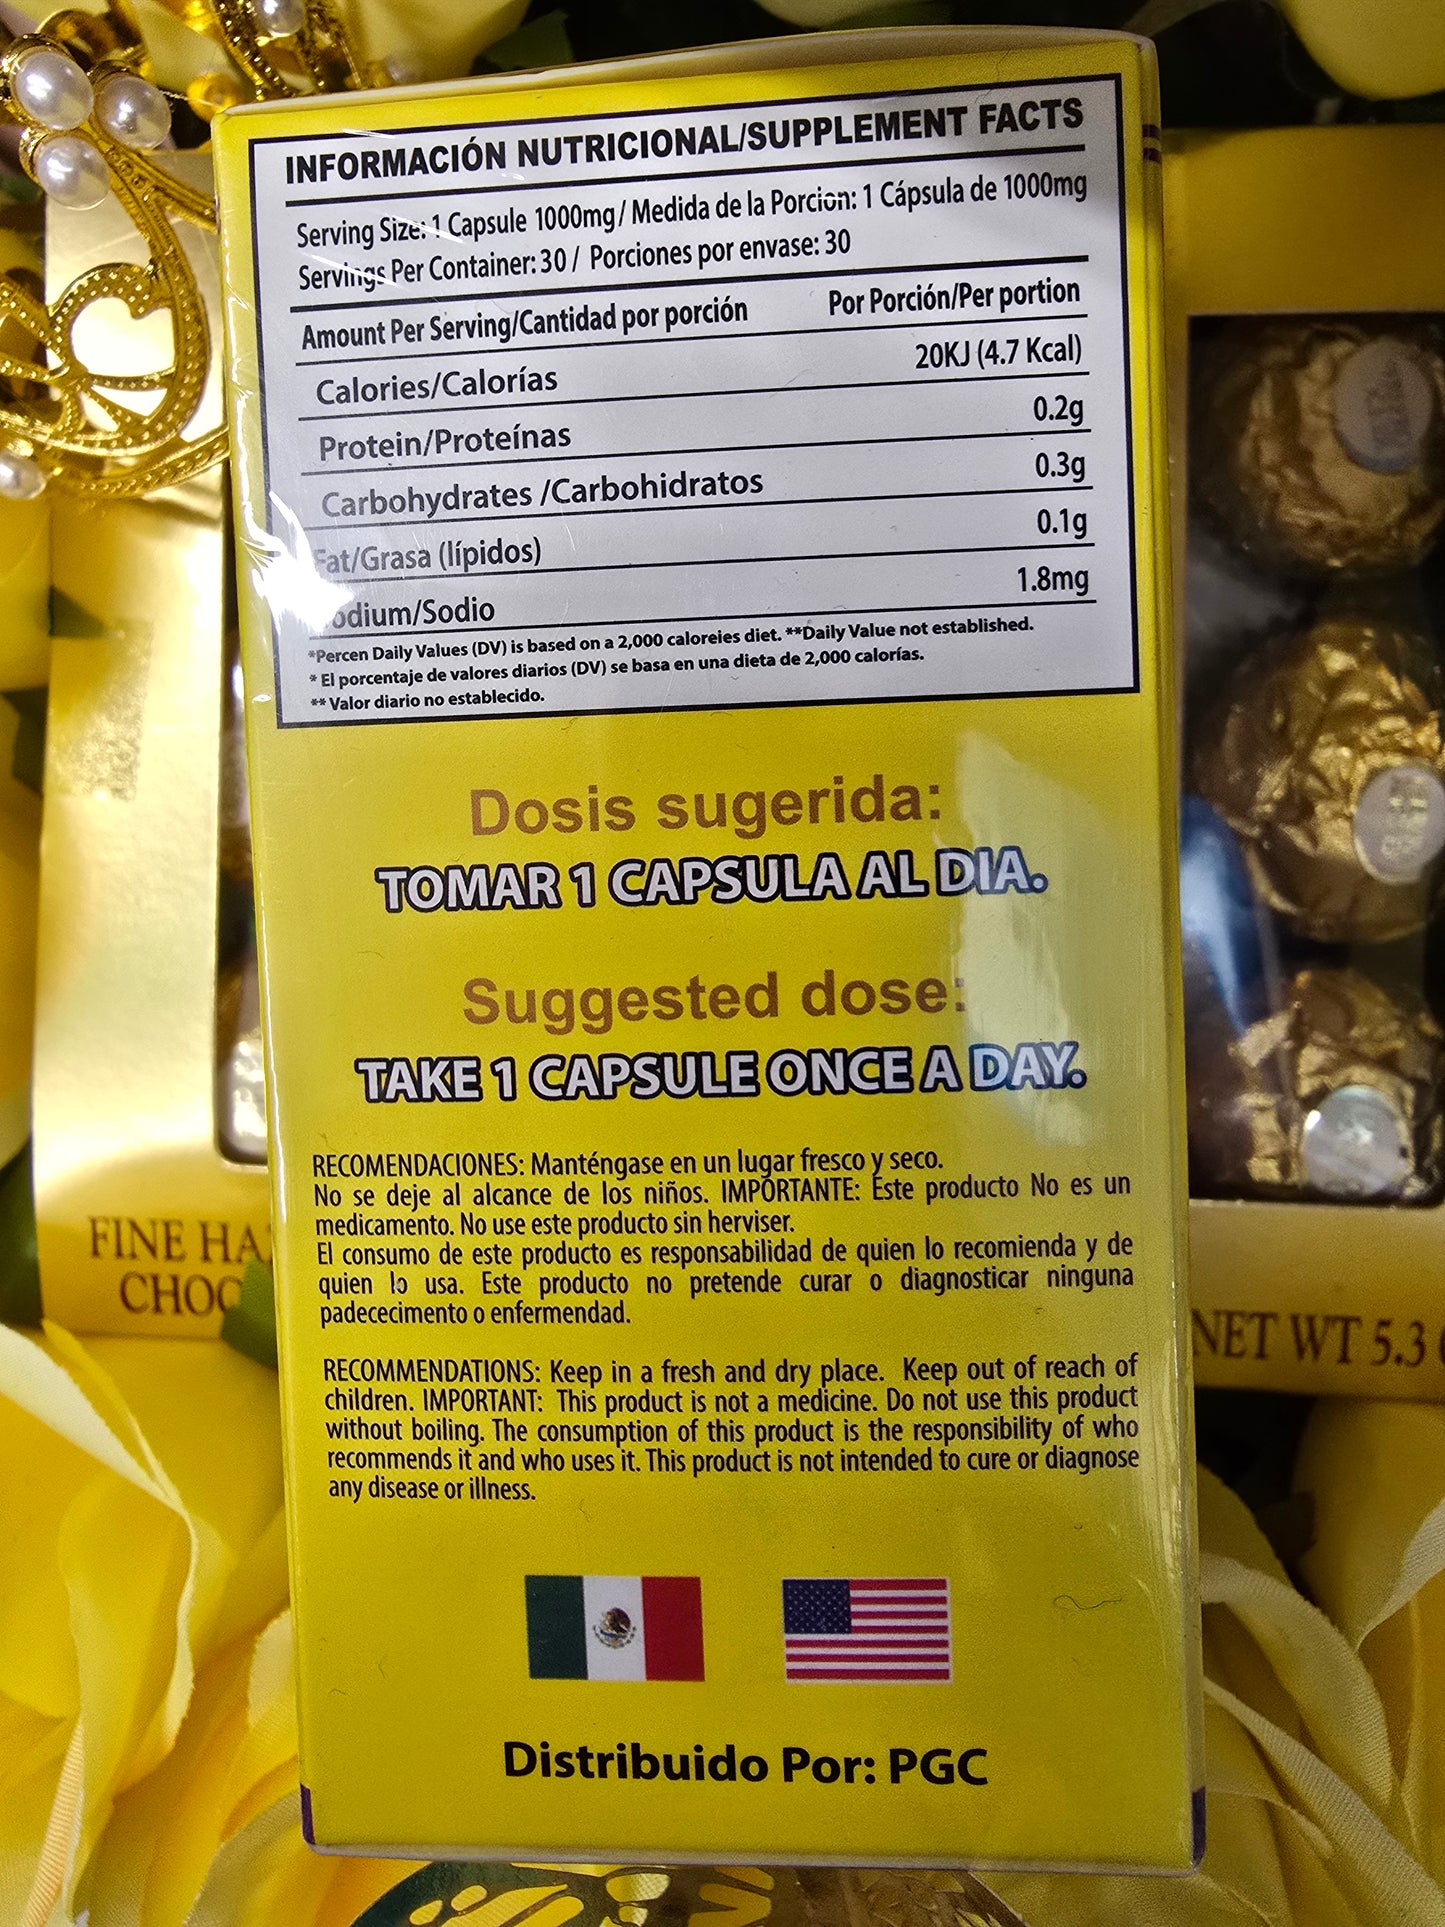 INFORMACIÓN NUTRICIONAL/SUPPLEMENT FACTS
Serving Size: 1 Capsule 1000mg/ Medida de la Porcion: 1 Cápsula de 1000mg
Servings Per Container: 30 / Porciones por envase: 30
Amount Per Serving/Cantidad por porción Por Porción/Per portion
Calories/Calorías 20KJ (4.7 Kcal)
Protein/Proteínas 0.2g
Carbohydrates /Carbohidratos 0.3g
Fat/Grasa (lípidos) 0.1g
odium/Sodio 1.8mg
*Percen Daily Values (DV) is based on a 2,000 caloreies diet. **Daily Value not established.
* El porcentaje de valores diarios (DV) se basa en una dieta de 2,000 calorías.
** Valor diario no establecido.
Dosis sugerida:
TOMAR 1 CAPSULA AL DIA.
Suggested dose:
TAKE 1 CAPSULE ONCE A DAY.
RECOMENDACIONES: Manténgase en un lugar fresco y seco.
No se deje al alcance de los niños. IMPORTANTE: Este producto No es un
medicamento. No use este producto sin herviser.
El consumo de este producto es responsabilidad de quien lo recomienda y de
quien lo usa. Este producto no pretende curar o diagnosticar ninguna
padececimento o enfermendad.
RECOMMENDATIONS: Keep in a fresh and dry place. Keep out of reach of
children. IMPORTANT: This product is not a medicine. Do not use this product
without boiling. The consumption of this product is the responsibility of who
recommends it and who uses it. This product is not intended to cure or diagnose
any disease or illness.
Distribuido Por: PGC
FINE HA
CHOC
NET WT 5.3